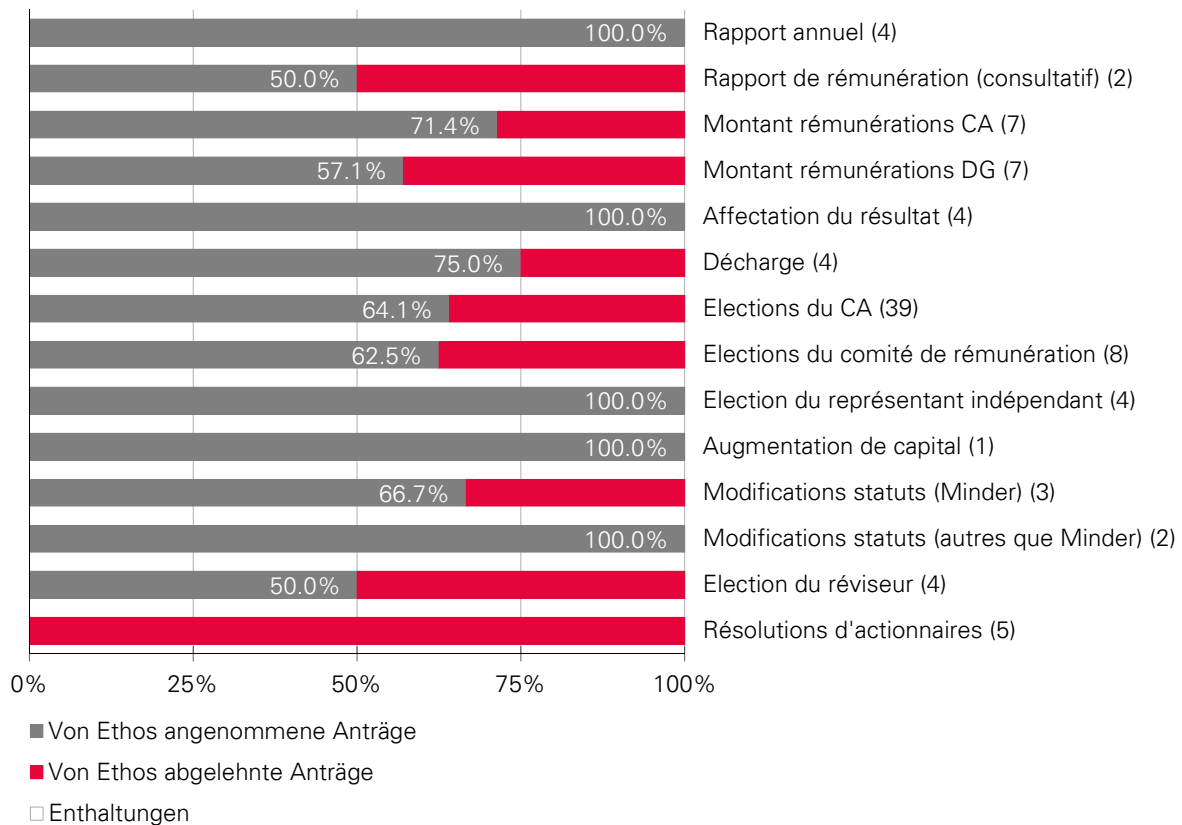 100.0% Rapport annuel (4)
50.0% Rapport de rémunération (consultatif) (2)
71.4% Montant rémunérations CA (7)
57.1% Montant rémunérations DG (7)
100.0% Affectation du résultat (4)
75.0% Décharge (4)
64.1% Elections du CA (39)
62.5% Elections du comité de rémunération (8)
100.0% Election du représentant indépendant (4)
100.0% Augmentation de capital (1)
66.7% Modifications statuts (Minder) (3)
100.0% Modifications statuts (autres que Minder) (2)
50.0% Election du réviseur (4)
Résolutions d'actionnaires (5)
0% 25% 50% 75% 100%
Von Ethos angenommene Anträge
Von Ethos abgelehnte Anträge
Enthaltungen